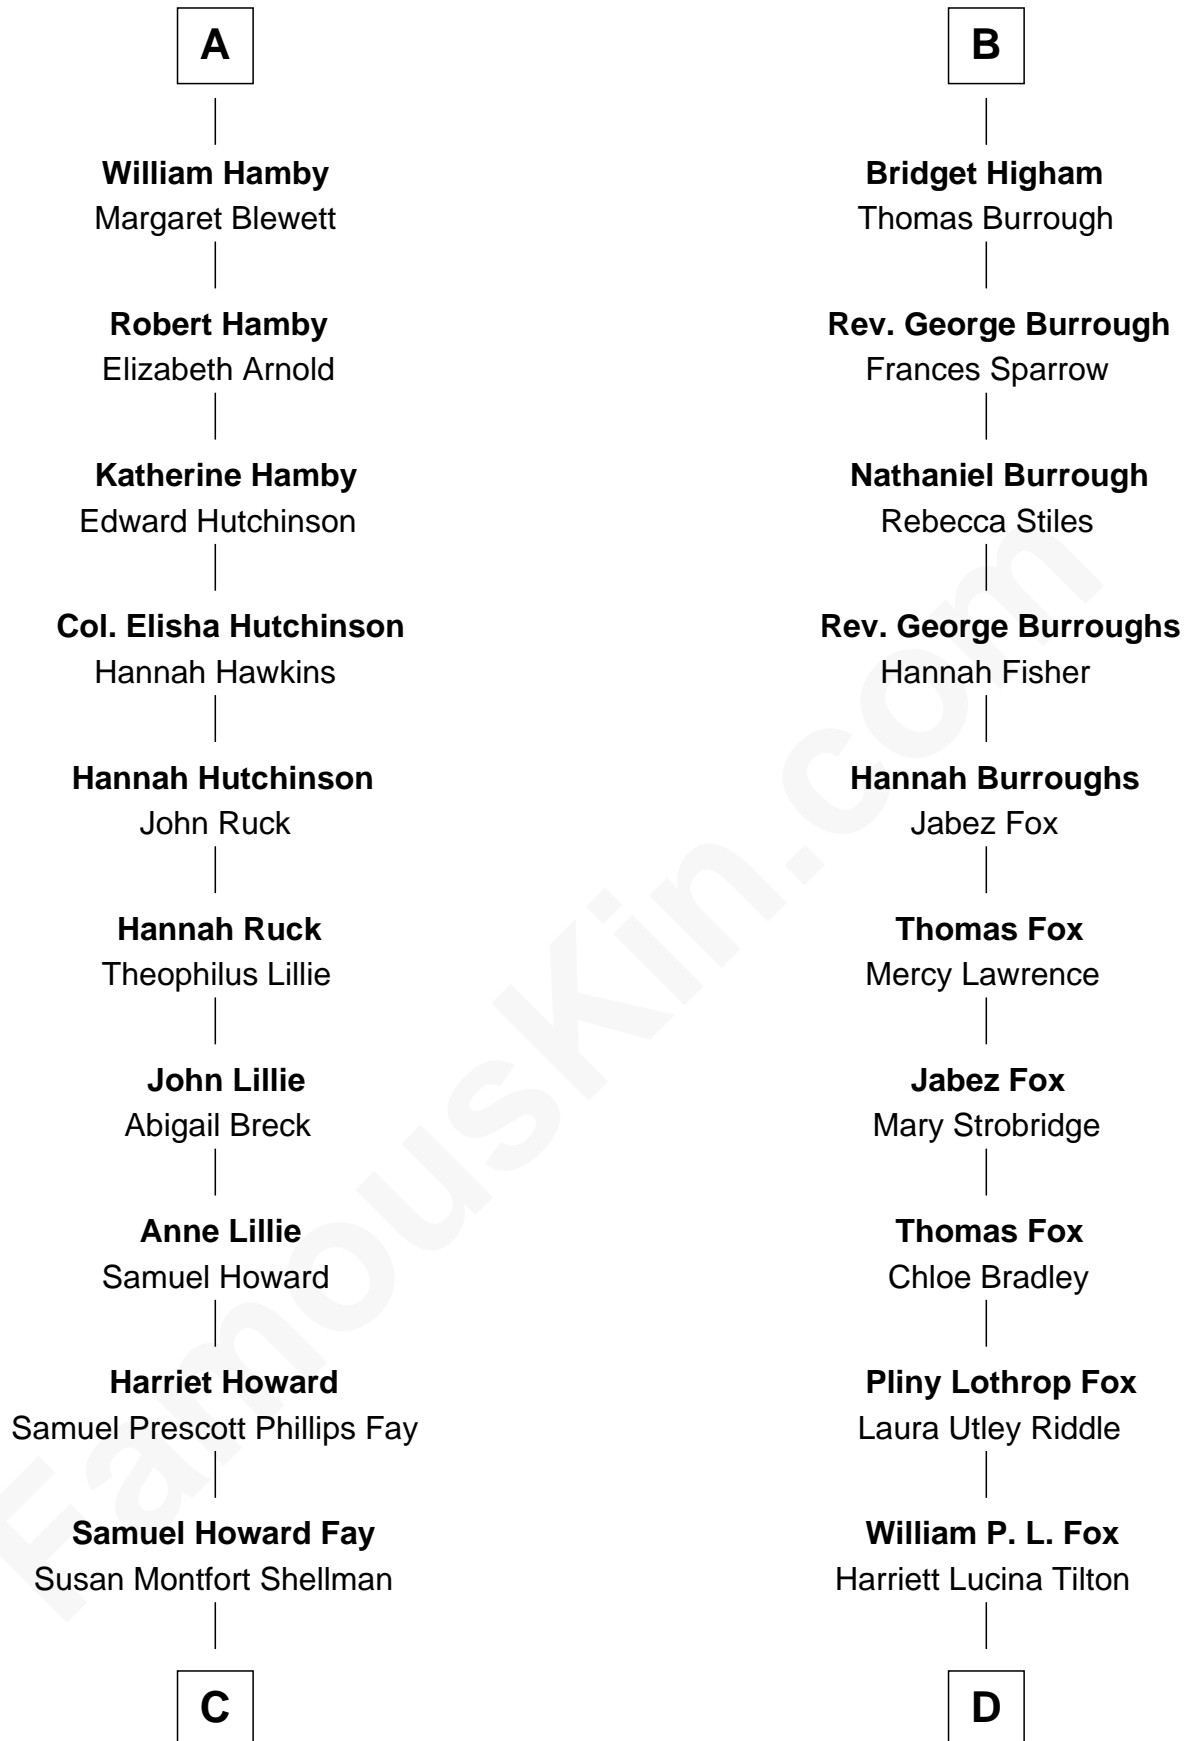 A
William Hamby
Margaret Blewett
Robert Hamby
Elizabeth Arnold
Katherine Hamby
Edward Hutchinson
Col. Elisha Hutchinson
Hannah Hawkins
Hannah Hutchinson
John Ruck
Hannah Ruck
Theophilus Lillie
John Lillie
Abigail Breck
Anne Lillie
Samuel Howard
Harriet Howard
Samuel Prescott Phillips Fay
Samuel Howard Fay
Susan Montfort Shellman
C
B
Bridget Higham
Thomas Burrough
Rev. George Burrough
Frances Sparrow
Nathaniel Burrough
Rebecca Stiles
Rev. George Burroughs
Hannah Fisher
Hannah Burroughs
Jabez Fox
Thomas Fox
Mercy Lawrence
Jabez Fox
Mary Strobridge
Thomas Fox
Chloe Bradley
Pliny Lothrop Fox
Laura Utley Riddle
William P. L. Fox
Harriett Lucina Tilton
D
FamousKin.com